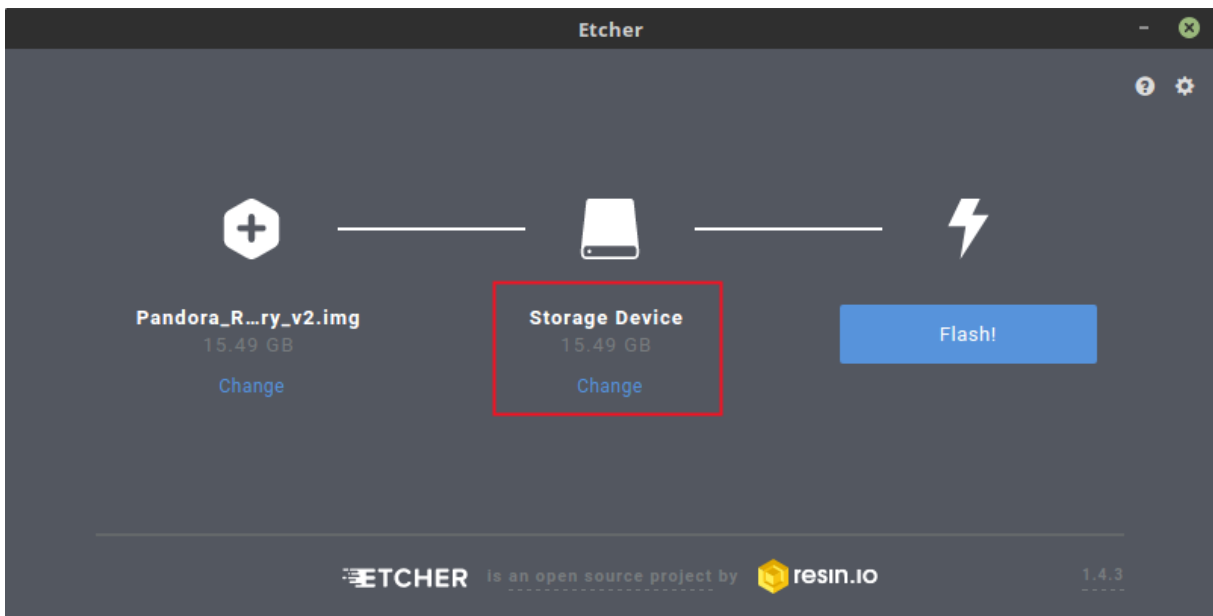 Etcher
Pandora_R...ry_v2.img
15.49 GB
Change
Storage Device
15.49 GB
Change
Flash!
ETCHER is an open source project by resin.io
1.4.3